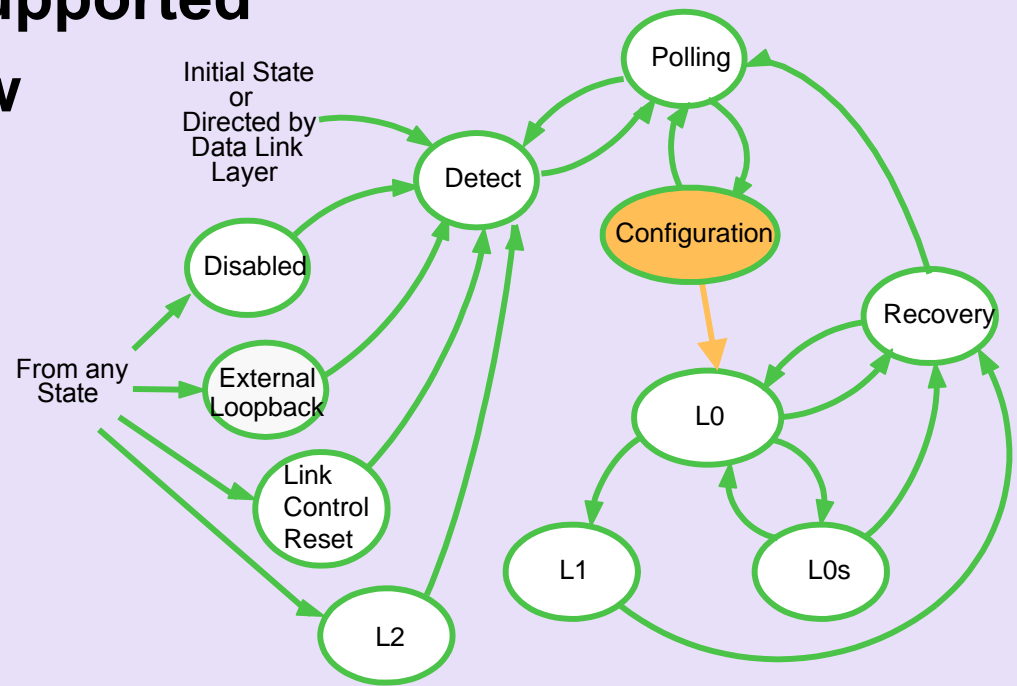 upported
w
Initial State
or
Directed by
Data Link
Layer
Polling
Detect
Configuration
Disabled
Recovery
From any
State
External
Loopback
L0
Link
Control
Reset
L1
L0s
L2